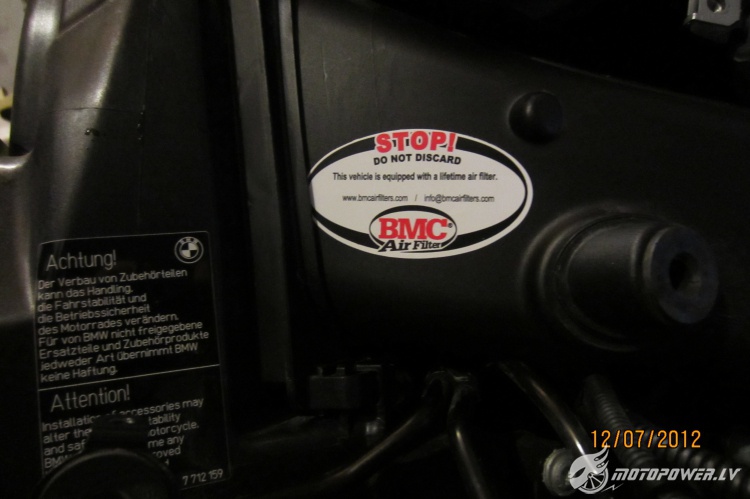 STOP!
DO NOT DISCARD
This vehicle is equipped with a lifetime air filter.
www.bmcairfilters.com / info@bmcairfilters.com
BMC®
Air Filter
BMW
Achtung!
Der Verbau von Zubehörteilen
kann das Handling,
die Fahrstabilität und
die Betriebssicherheit
des Motorrades verändern.
Für von BMW nicht freigegebene
Ersatzteile und Zubehörprodukte
jedweder Art übernimmt BMW
keine Haftung.
Attention!
Installation of accessories may
alter the
motorcycle.
and any
BMW
7 712 159
12/07/2012
MOTOPOWER.LV